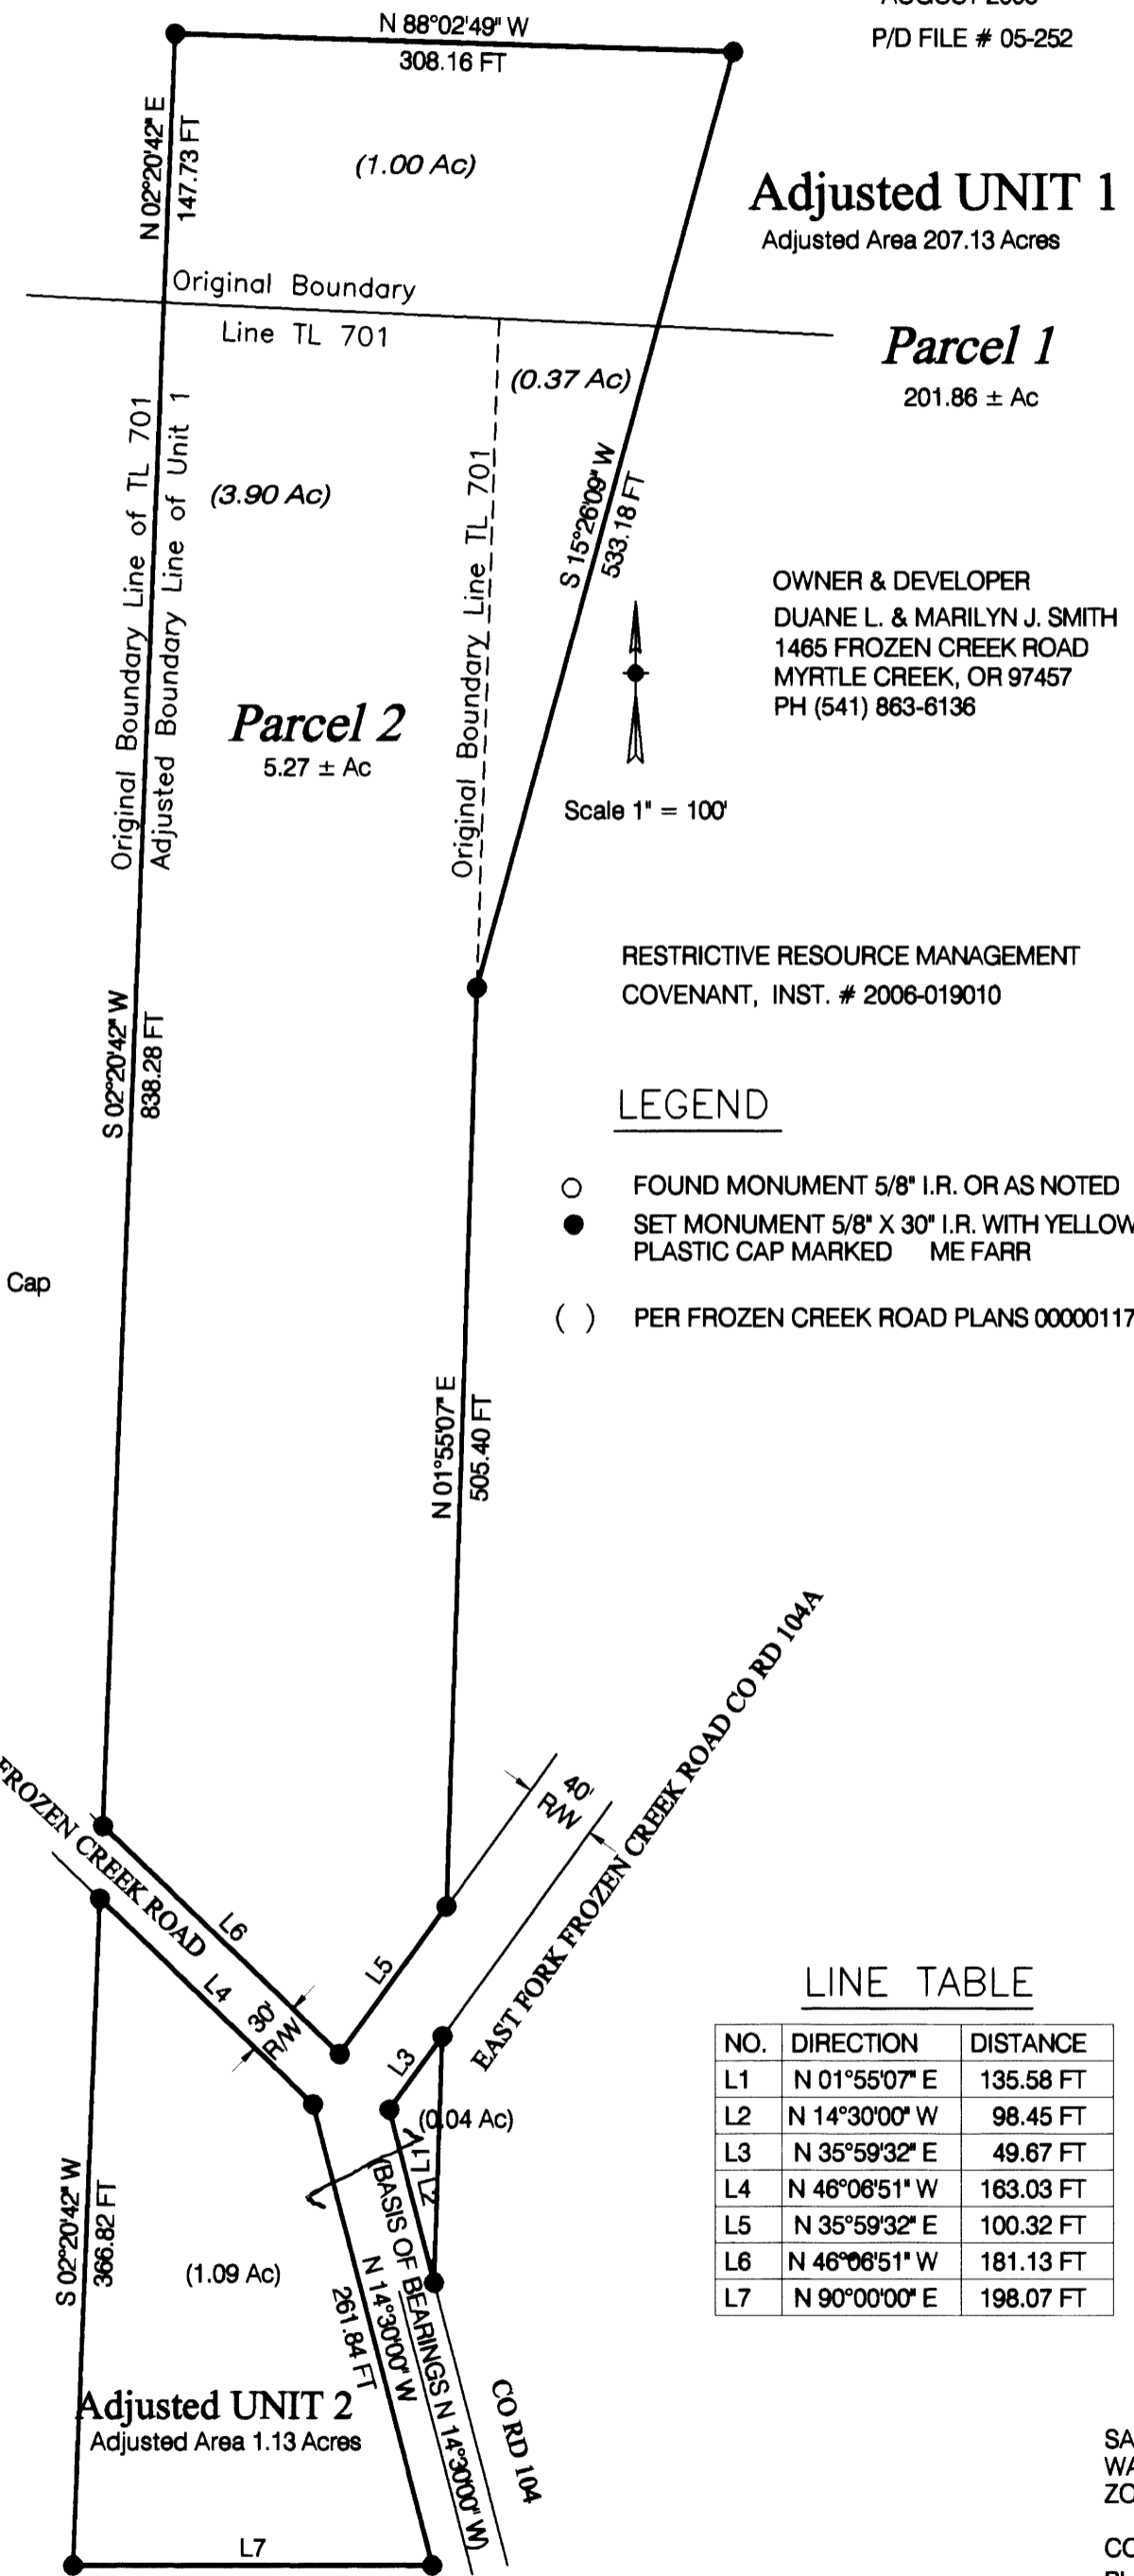 P/D FILE # 05-252
N 88°02'49" W
308.16 FT
N 02°20'42" E
147.73 FT
(1.00 Ac)
Adjusted UNIT 1
Adjusted Area 207.13 Acres
Original Boundary
Line TL 701
Parcel 1
201.86 ± Ac
(0.37 Ac)
Original Boundary Line of TL 701
Adjusted Boundary Line of Unit 1
(3.90 Ac)
Original Boundary Line TL 701
S 15°26'09" W
533.18 FT
OWNER & DEVELOPER
DUANE L. & MARILYN J. SMITH
1465 FROZEN CREEK ROAD
MYRTLE CREEK, OR 97457
PH (541) 863-6136
Parcel 2
5.27 ± Ac
Scale 1" = 100'
RESTRICTIVE RESOURCE MANAGEMENT
COVENANT, INST. # 2006-019010
S 02°20'42" W
838.28 FT
LEGEND
FOUND MONUMENT 5/8" I.R. OR AS NOTED
SET MONUMENT 5/8" X 30" I.R. WITH YELLOW
PLASTIC CAP MARKED ME FARR
Cap
( ) PER FROZEN CREEK ROAD PLANS 00000117
N 01°55'07" E
505.40 FT
EAST FORK FROZEN CREEK ROAD CO RD 104A
40'
R/W
FROZEN CREEK ROAD
L6
L5
L4
30'
R/W
L3
(0.04 Ac)
L1
L2
LINE TABLE
NO. DIRECTION DISTANCE
L1 N 01°55'07" E 135.58 FT
L2 N 14°30'00" W 98.45 FT
L3 N 35°59'32" E 49.67 FT
L4 N 46°06'51" W 163.03 FT
L5 N 35°59'32" E 100.32 FT
L6 N 46°06'51" W 181.13 FT
L7 N 90°00'00" E 198.07 FT
S 02°20'42" W
366.82 FT
(1.09 Ac)
(BASIS OF BEARINGS N 14°30'00" W)
N 14°30'00" W
261.84 FT
CO RD 104
Adjusted UNIT 2
Adjusted Area 1.13 Acres
L7
SA
WA
ZO
CO